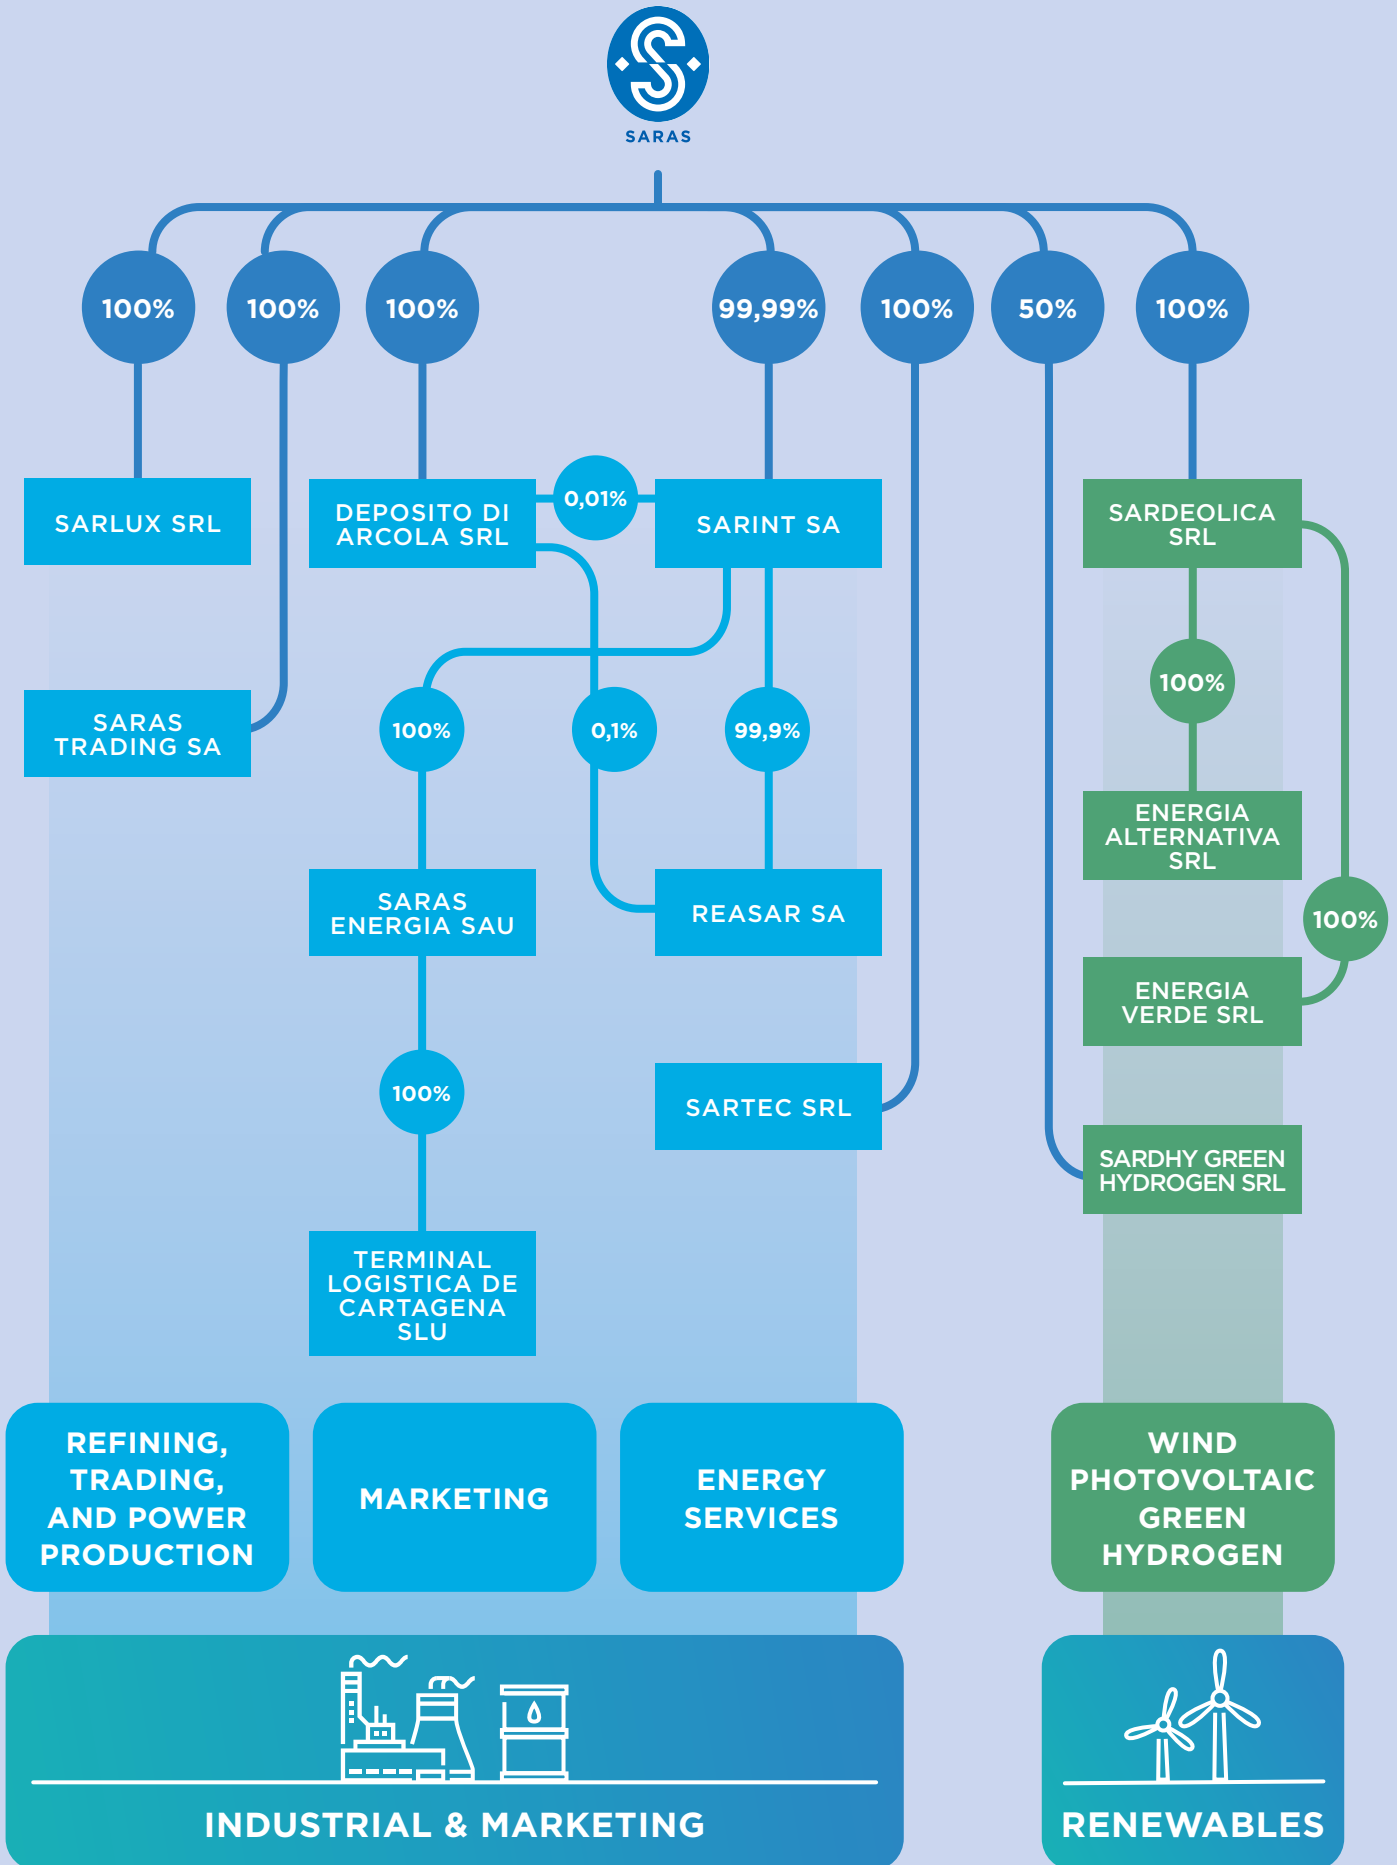 SARAS
100%
100%
100%
99,99%
100%
50%
100%
SARLUX SRL
DEPOSITO DI
ARCOLA SRL
0,01%
SARINT SA
SARDEOLICA
SRL
SARAS
TRADING SA
100%
0,1%
99,9%
100%
ENERGIA
ALTERNATIVA
SRL
SARAS
ENERGIA SAU
REASAR SA
100%
ENERGIA
VERDE SRL
100%
SARTEC SRL
SARDHY GREEN
HYDROGEN SRL
TERMINAL
LOGISTICA DE
CARTAGENA
SLU
REFINING,
TRADING,
AND POWER
PRODUCTION
MARKETING
ENERGY
SERVICES
WIND
PHOTOVOLTAIC
GREEN
HYDROGEN
INDUSTRIAL & MARKETING
RENEWABLES